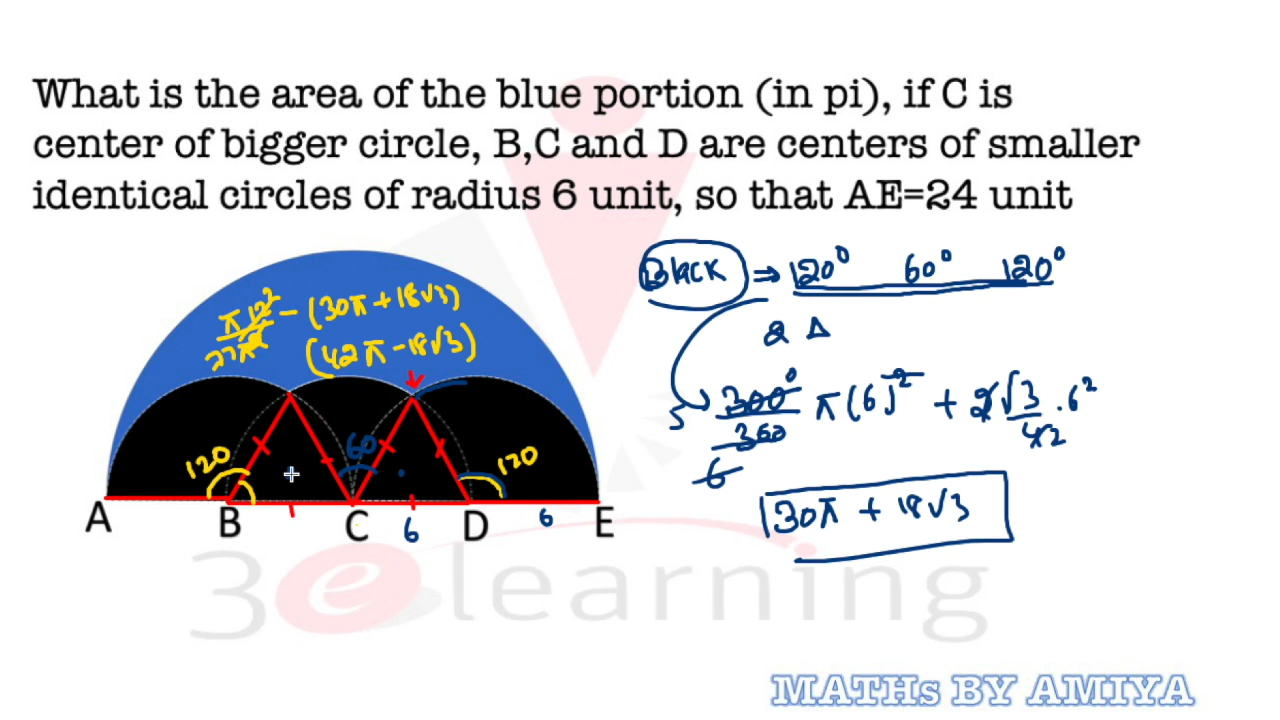 What is the area of the blue portion (in pi), if C is
center of bigger circle, B,C and D are centers of smaller
identical circles of radius 6 unit, so that AE=24 unit
Black ⇒ 120° 60° 120°
2 Δ
300°/360 π(6)² + 2√3/4 · 6²
5
6
2
30π + 18√3
π12²/2 − (30π + 18√3)
(42π − 18√3)
120
60
120
A B C D E
6
6
3elearning
MATHs BY AMIYA